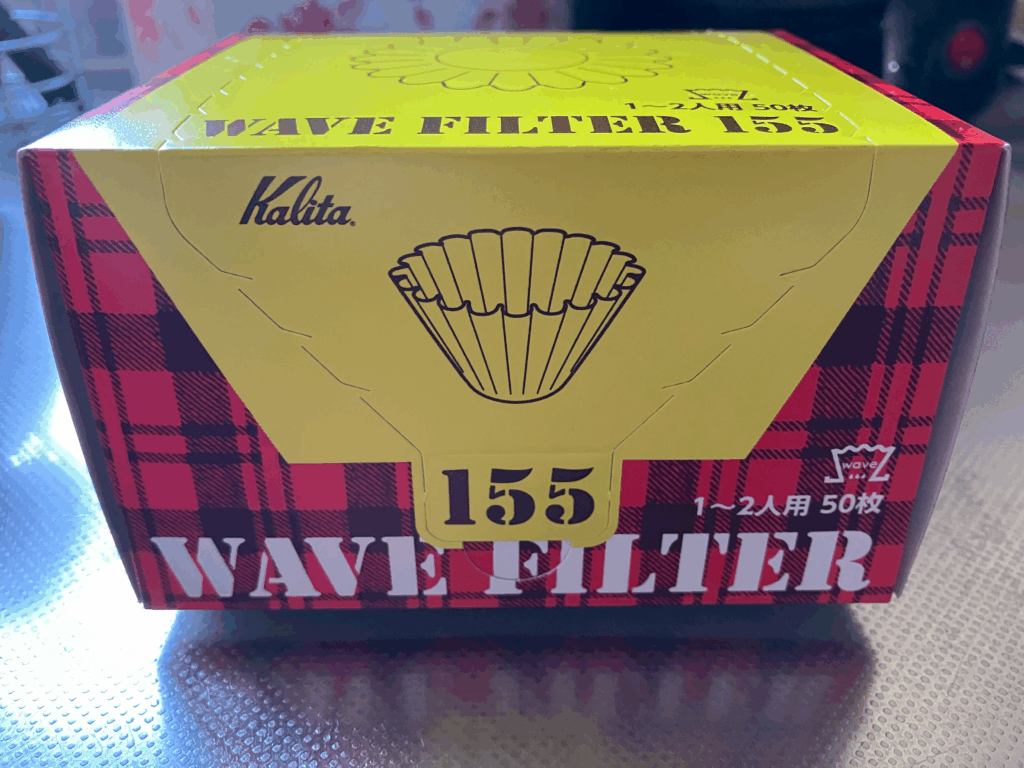 wave
1～2人用 50枚
WAVE FILTER 155
Kalita
155
wave
1～2人用 50枚
WAVE FILTER